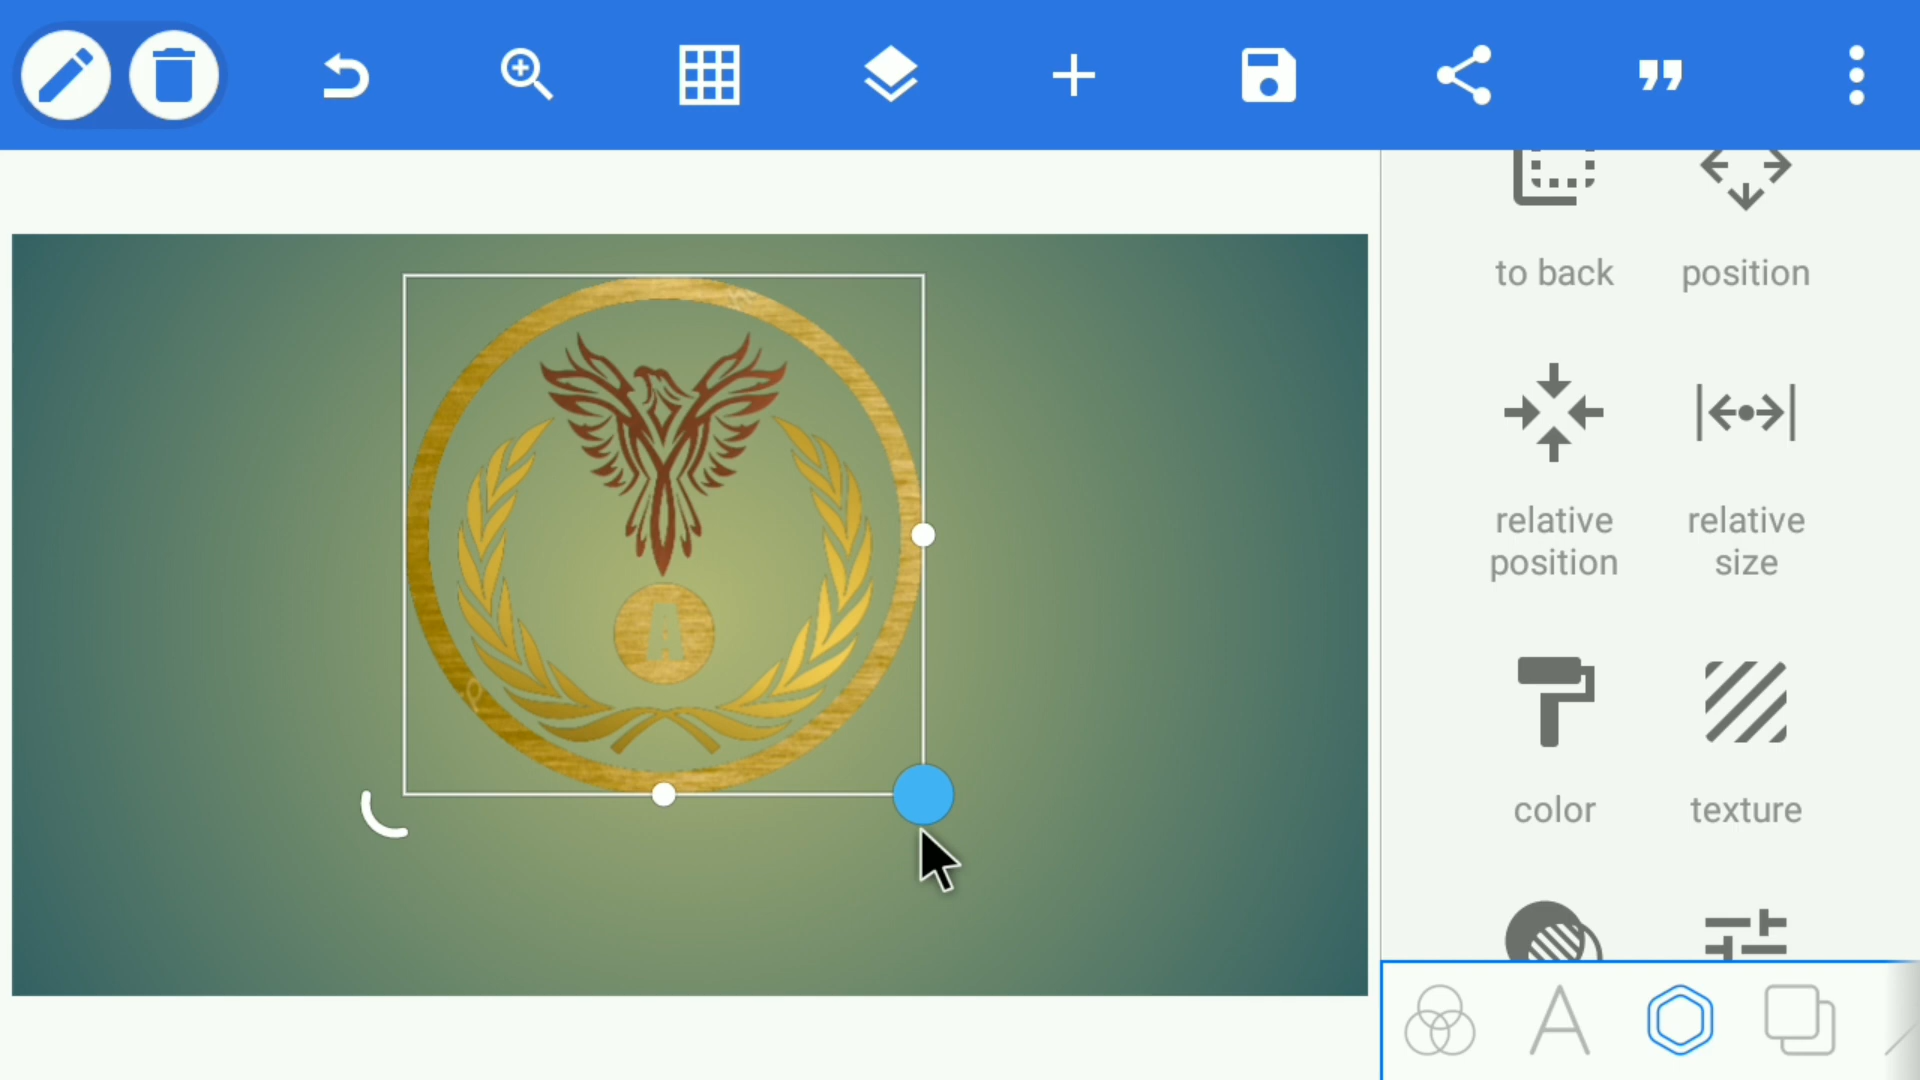 to back
position
relative
position
relative
size
color
texture
A